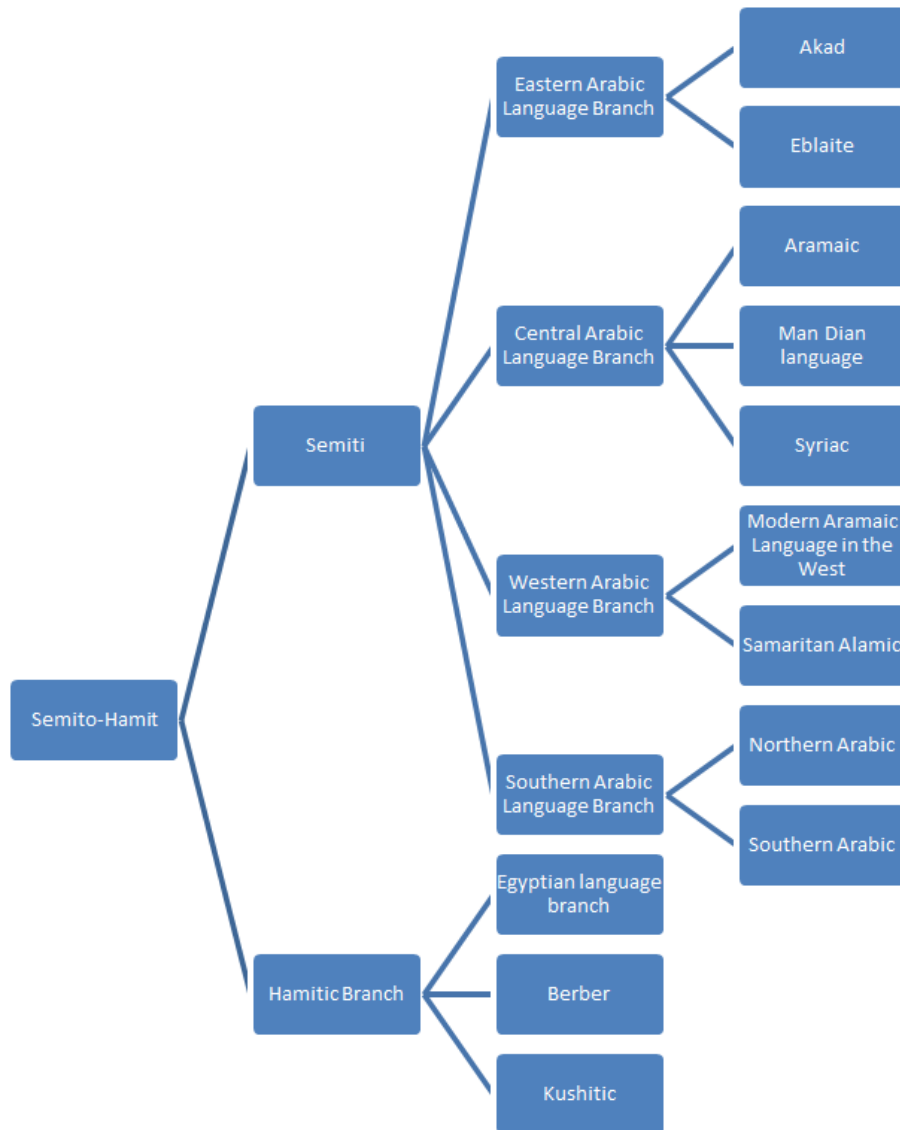 Semito-Hamit
Semiti
Eastern Arabic
Language Branch
Akad
Eblaite
Central Arabic
Language Branch
Aramaic
Man Dian
language
Syriac
Western Arabic
Language Branch
Modern Aramaic
Language in the
West
Samaritan Alamic
Southern Arabic
Language Branch
Northern Arabic
Southern Arabic
Hamitic Branch
Egyptian language
branch
Berber
Kushitic